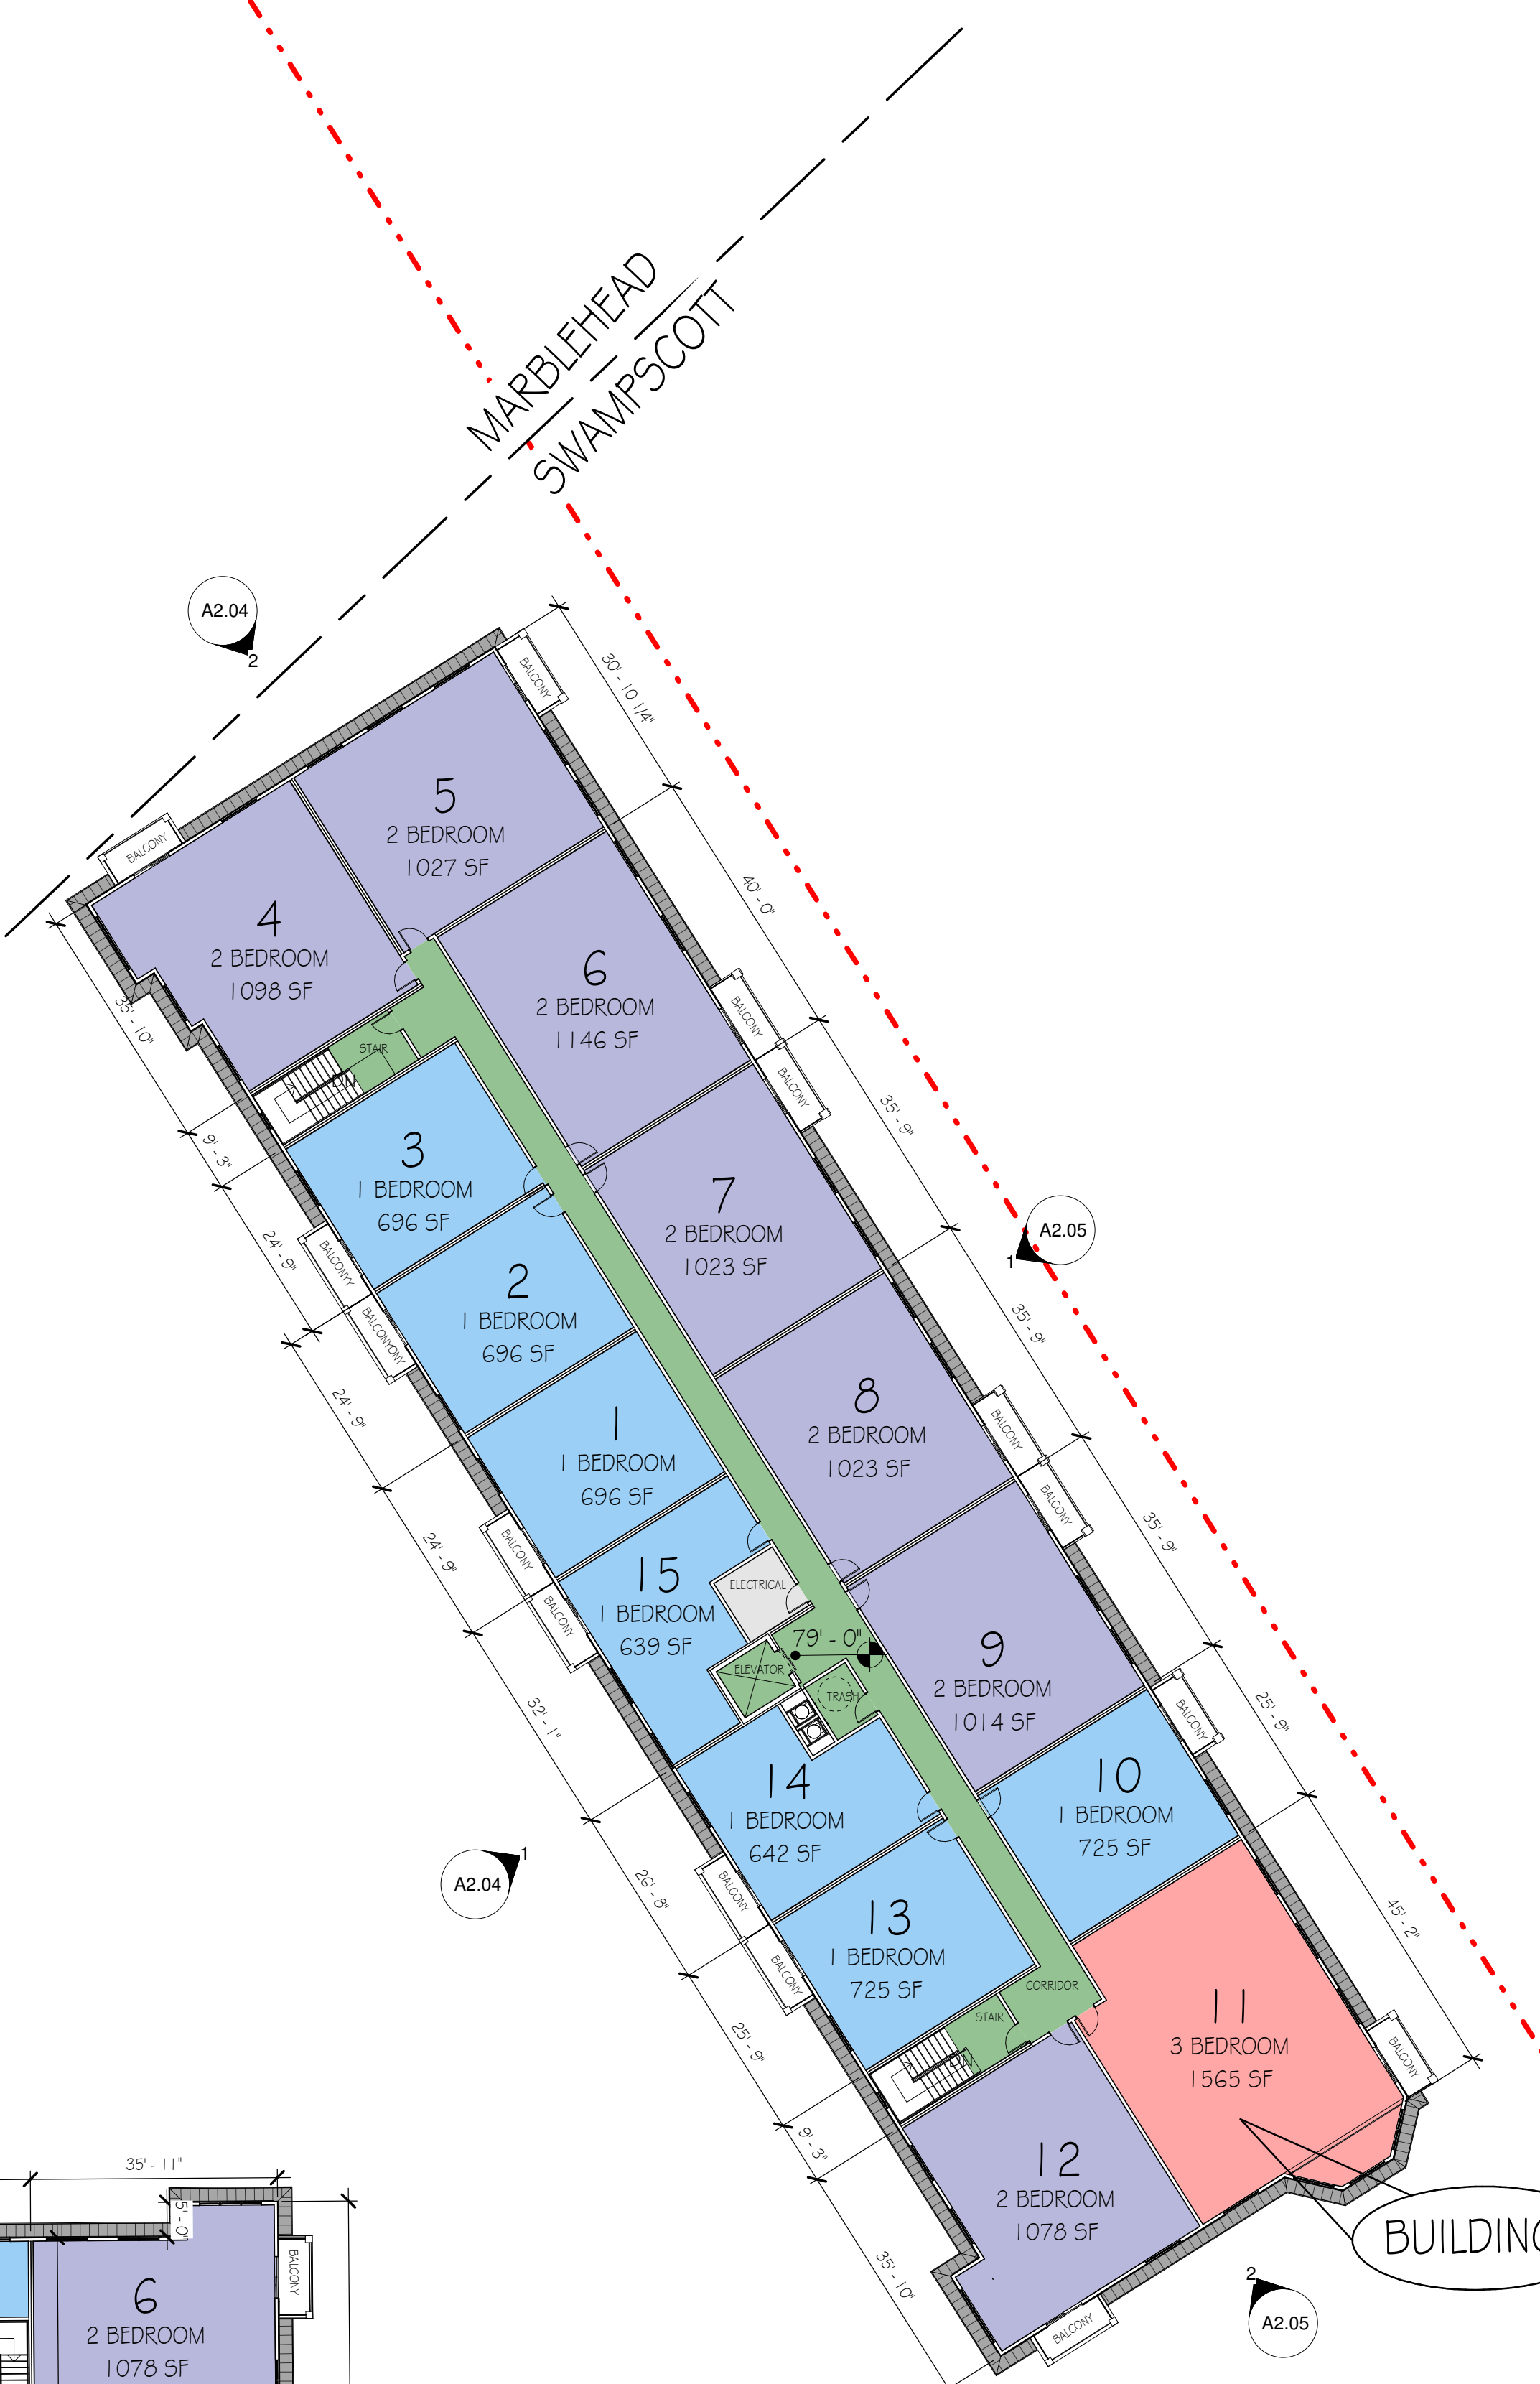 MARBLEHEAD
SWAMPSCOTT
A2.04
2
BALCONY
30' - 10 1/4"
5
2 BEDROOM
1027 SF
BALCONY
40' - 0"
4
2 BEDROOM
1098 SF
35' - 10"
6
2 BEDROOM
1146 SF
BALCONY
BALCONY
STAIR
DN
35' - 9"
9' - 3"
3
1 BEDROOM
696 SF
7
2 BEDROOM
1023 SF
A2.05
1
24' - 9"
BALCONY
BALCONY
2
1 BEDROOM
696 SF
35' - 9"
24' - 9"
8
2 BEDROOM
1023 SF
BALCONY
BALCONY
1
1 BEDROOM
696 SF
35' - 9"
24' - 9"
BALCONY
BALCONY
15
1 BEDROOM
639 SF
ELECTRICAL
79' - 0"
ELEVATOR
TRASH
9
2 BEDROOM
1014 SF
BALCONY
25' - 9"
32' - 1"
14
1 BEDROOM
642 SF
10
1 BEDROOM
725 SF
A2.04
1
26' - 8"
BALCONY
BALCONY
13
1 BEDROOM
725 SF
45' - 2"
CORRIDOR
STAIR
DN
11
3 BEDROOM
1565 SF
BALCONY
25' - 9"
9' - 3"
12
2 BEDROOM
1078 SF
35' - 10"
BALCONY
BUILDING
2
A2.05
35' - 11"
5' - 0"
BALCONY
6
2 BEDROOM
1078 SF